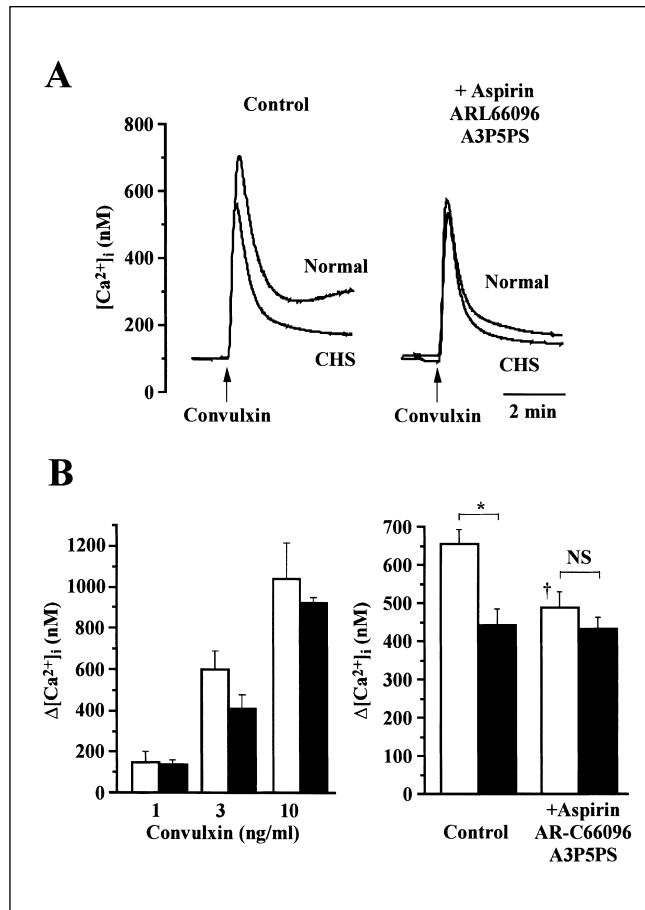 A
Control
+ Aspirin
ARL66096
A3P5PS
800
600
400
200
0
[Ca²⁺]ᵢ (nM)
Normal
CHS
Convulxin
Normal
CHS
Convulxin
2 min
B
1200
1000
800
600
400
200
0
Δ[Ca²⁺]ᵢ (nM)
1 3 10
Convulxin (ng/ml)
700
600
500
400
300
200
100
0
Δ[Ca²⁺]ᵢ (nM)
*
†
NS
Control
+Aspirin
AR-C66096
A3P5PS